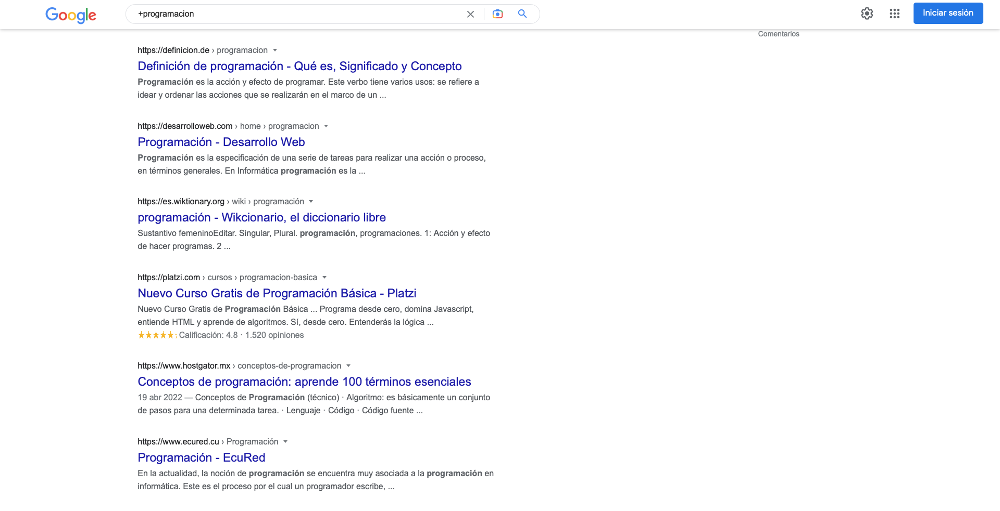 Google
+programacion
Iniciar sesión
Comentarios
https://definicion.de › programacion
Definición de programación - Qué es, Significado y Concepto
Programación es la acción y efecto de programar. Este verbo tiene varios usos: se refiere a
idear y ordenar las acciones que se realizarán en el marco de un ...
https://desarrolloweb.com › home › programacion
Programación - Desarrollo Web
Programación es la especificación de una serie de tareas para realizar una acción o proceso,
en términos generales. En Informática programación es la ...
https://es.wiktionary.org › wiki › programación
programación - Wikcionario, el diccionario libre
Sustantivo femeninoEditar. Singular, Plural. programación, programaciones. 1: Acción y efecto
de hacer programas. 2 ...
https://platzi.com › cursos › programacion-basica
Nuevo Curso Gratis de Programación Básica - Platzi
Nuevo Curso Gratis de Programación Básica ... Programa desde cero, domina Javascript,
entiende HTML y aprende de algoritmos. Sí, desde cero. Entenderás la lógica ...
Calificación: 4.8 · 1.520 opiniones
https://www.hostgator.mx › conceptos-de-programacion
Conceptos de programación: aprende 100 términos esenciales
19 abr 2022 — Conceptos de Programación (técnico) · Algoritmo: es básicamente un conjunto
de pasos para una determinada tarea. · Lenguaje · Código · Código fuente ...
https://www.ecured.cu › Programación
Programación - EcuRed
En la actualidad, la noción de programación se encuentra muy asociada a la programación en
informática. Este es el proceso por el cual un programador escribe, ...